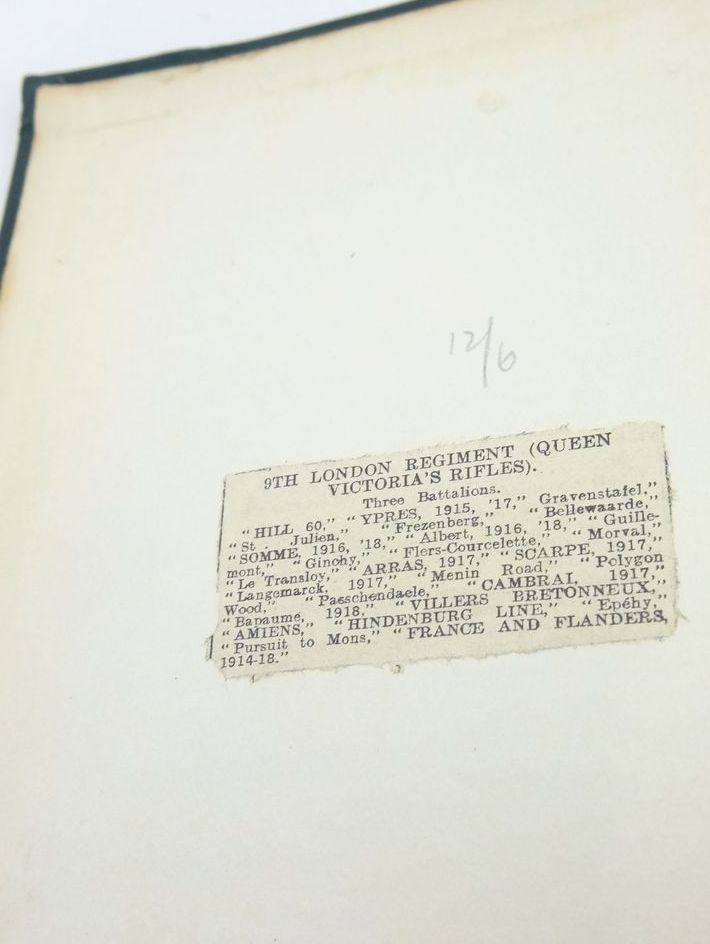 12/6
9TH LONDON REGIMENT (QUEEN
VICTORIA'S RIFLES).
Three Battalions.
"HILL 60," "YPRES, 1915, '17," Gravenstafel,"
"St Julien," "Frezenberg," "Bellewaarde,"
"SOMME, 1916, '18," "Albert, 1916, '18," "Guille-
mont," "Ginchy," "Flers-Courcelette," "Morval,"
"Le Transloy," "ARRAS, 1917," "SCARPE, 1917,"
"Langemarck, 1917," "Menin Road," "Polygon
Wood," "Passchendaele," "CAMBRAI, 1917,"
"Bapaume, 1918," "VILLERS BRETONNEUX,"
"AMIENS," "HINDENBURG LINE," "Epéhy,"
"Pursuit to Mons," "FRANCE AND FLANDERS,
1914-18."